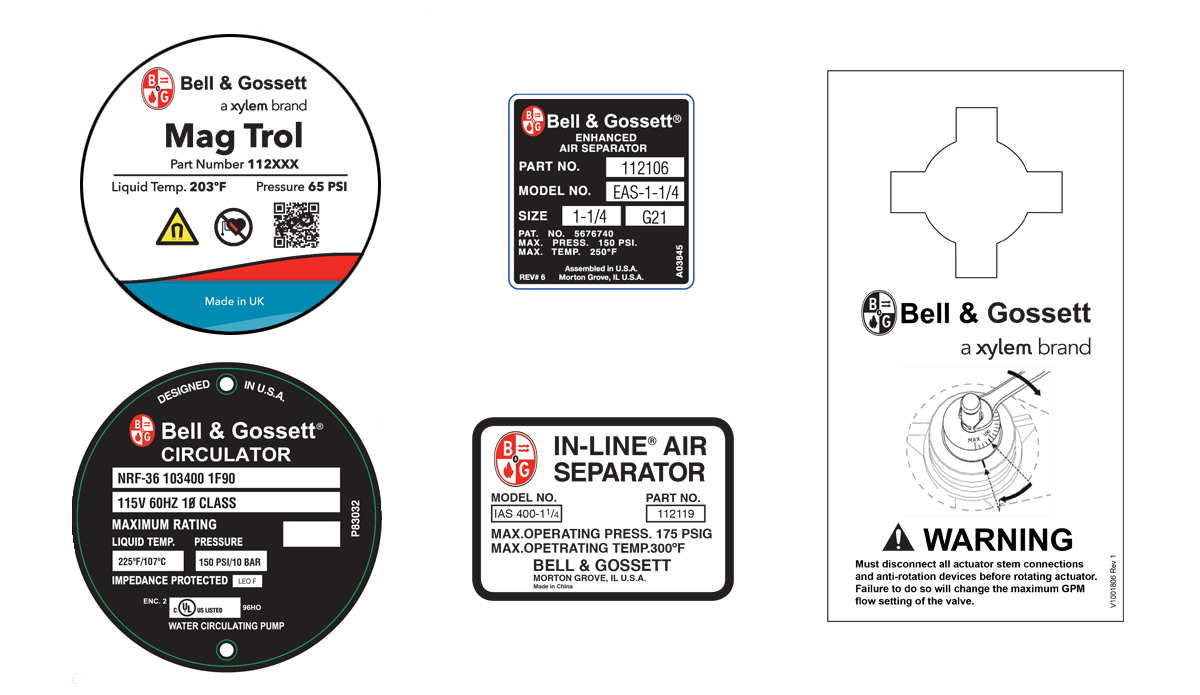 B
G
Bell & Gossett
a xylem brand
Mag Trol
Part Number 112XXX
Liquid Temp. 203°F Pressure 65 PSI
Made in UK
B
G
Bell & Gossett®
ENHANCED
AIR SEPARATOR
PART NO. 112106
MODEL NO. EAS-1-1/4
SIZE 1-1/4 G21
PAT. NO. 5676740
MAX. PRESS. 150 PSI.
MAX. TEMP. 250°F
Assembled in U.S.A.
REV# 6 Morton Grove, IL U.S.A.
A03845
DESIGNED IN U.S.A.
B
G
Bell & Gossett®
CIRCULATOR
NRF-36 103400 1F90
115V 60HZ 1Ø CLASS
MAXIMUM RATING
LIQUID TEMP. PRESSURE
225°F/107°C 150 PSI/10 BAR
IMPEDANCE PROTECTED LEO F
ENC. 2 C UL US LISTED 96HO
WATER CIRCULATING PUMP
P83032
B
G
IN-LINE® AIR
SEPARATOR
MODEL NO. PART NO.
IAS 400-1 1/4 112119
MAX.OPERATING PRESS. 175 PSIG
MAX.OPETRATING TEMP.300°F
BELL & GOSSETT
MORTON GROVE, IL U.S.A.
Made in China
B
G
Bell & Gossett
a xylem brand
MAX
WARNING
Must disconnect all actuator stem connections
and anti-rotation devices before rotating actuator.
Failure to do so will change the maximum GPM
flow setting of the valve.
V1001806 Rev 1